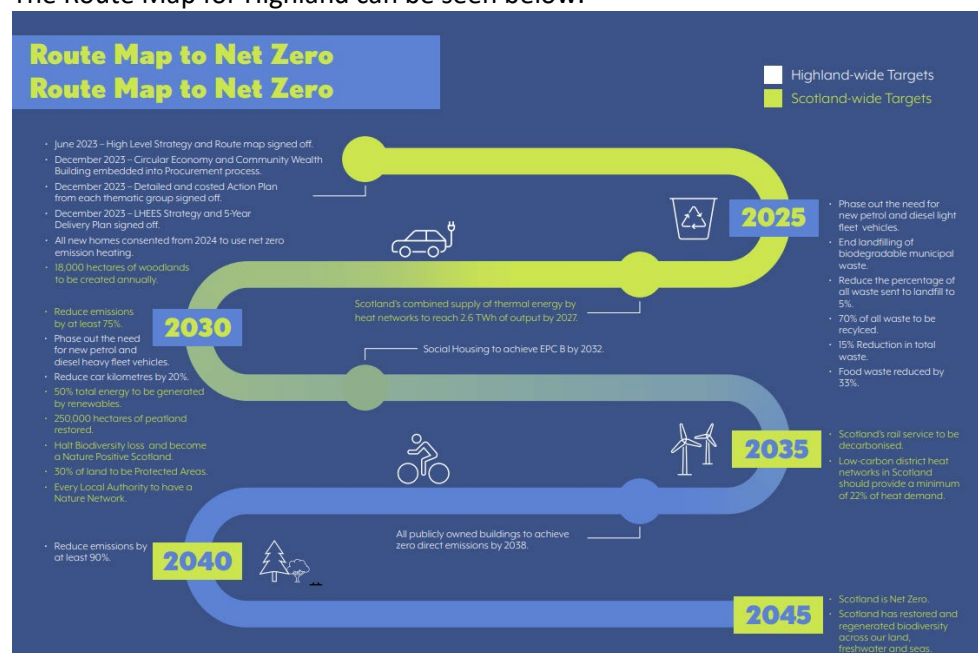 The Route Map for Highland can be seen below:
Route Map to Net Zero
Route Map to Net Zero
Highland-wide Targets
Scotland-wide Targets
· June 2023 – High Level Strategy and Route map signed off.
· December 2023 – Circular Economy and Community Wealth
Building embedded into Procurement process.
· December 2023 – Detailed and costed Action Plan
from each thematic group signed off.
· December 2023 – LHEES Strategy and 5-Year
Delivery Plan signed off.
· All new homes consented from 2024 to use net zero
emission heating.
· 18,000 hectares of woodlands
to be created annually.
2025
· Phase out the need for
new petrol and diesel light
fleet vehicles.
· End landfilling of
biodegradable municipal
waste.
· Reduce the percentage of
all waste sent to landfill to
5%.
· 70% of all waste to be
recylced.
· 15% Reduction in total
waste.
· Food waste reduced by
33%.
Scotland's combined supply of thermal energy by
heat networks to reach 2.6 TWh of output by 2027.
2030
· Reduce emissions
by at least 75%.
· Phase out the need
for new petrol and
diesel heavy fleet vehicles.
· Reduce car kilometres by 20%.
· 50% total energy to be generated
by renewables.
· 250,000 hectares of peatland
restored.
· Halt Biodiversity loss and become
a Nature Positive Scotland.
· 30% of land to be Protected Areas.
· Every Local Authority to have a
Nature Network.
Social Housing to achieve EPC B by 2032.
2035
· Scotland's rail service to be
decarbonised.
· Low-carbon district heat
networks in Scotland
should provide a minimum
of 22% of heat demand.
All publicly owned buildings to achieve
zero direct emissions by 2038.
· Reduce emissions by
at least 90%.
2040
2045
· Scotland is Net Zero.
· Scotland has restored and
regenerated biodiversity
across our land,
freshwater and seas.